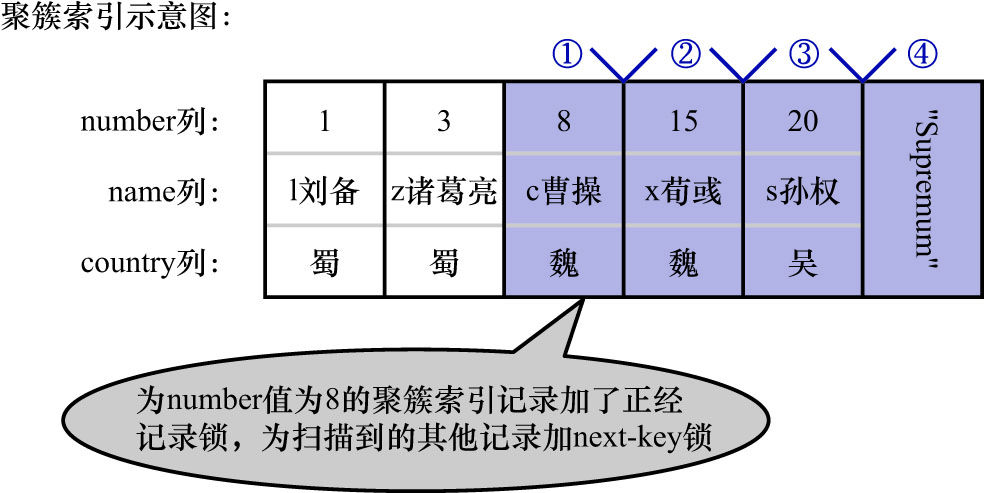 聚簇索引示意图：
① ② ③ ④
number列： 1 3 8 15 20 "Supremum"
name列： l刘备 z诸葛亮 c曹操 x荀彧 s孙权
country列： 蜀 蜀 魏 魏 吴
为number值为8的聚簇索引记录加了正经
记录锁，为扫描到的其他记录加next-key锁